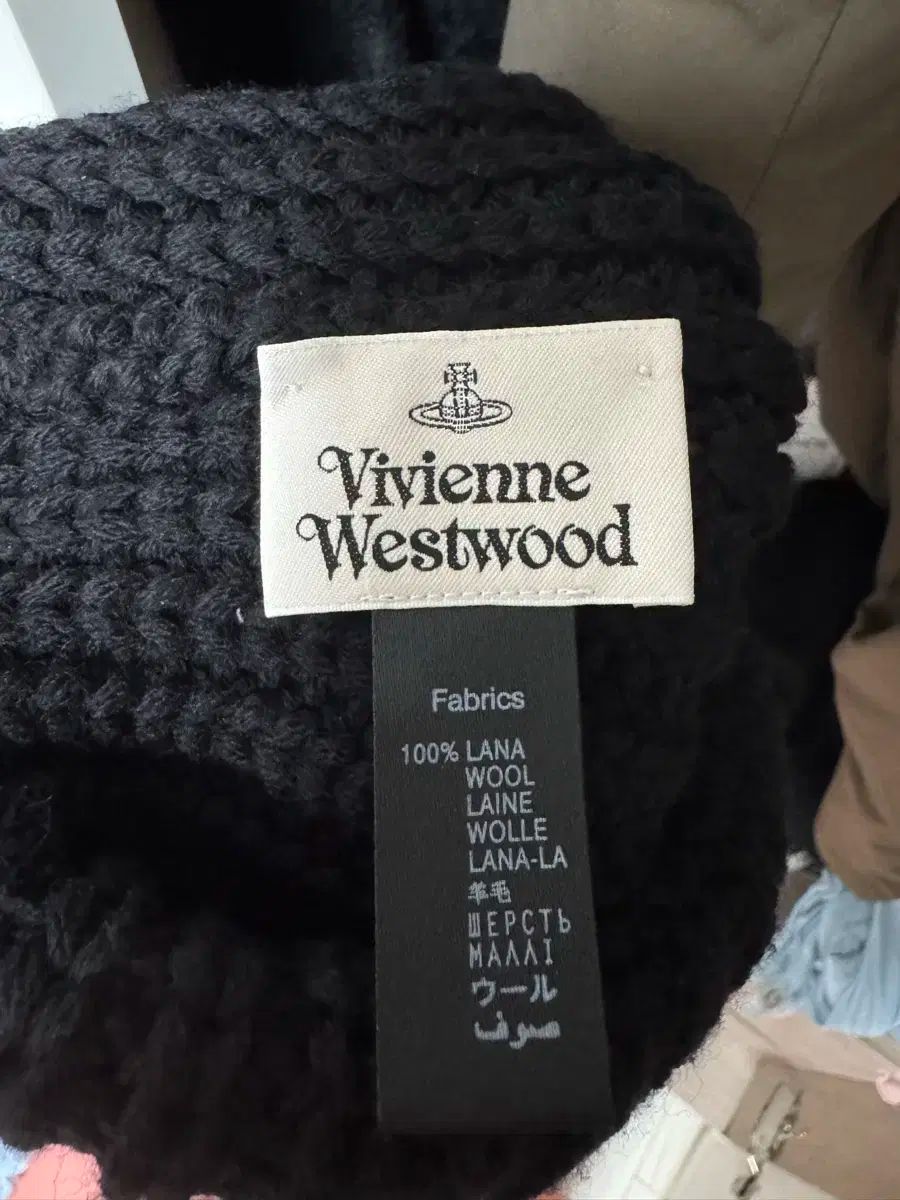 Vivienne
Westwood
Fabrics
100% LANA
WOOL
LAINE
WOLLE
LANA-LA
羊毛
ШЕРСТЬ
ΜΑΛΛΙ
ウール
صوف